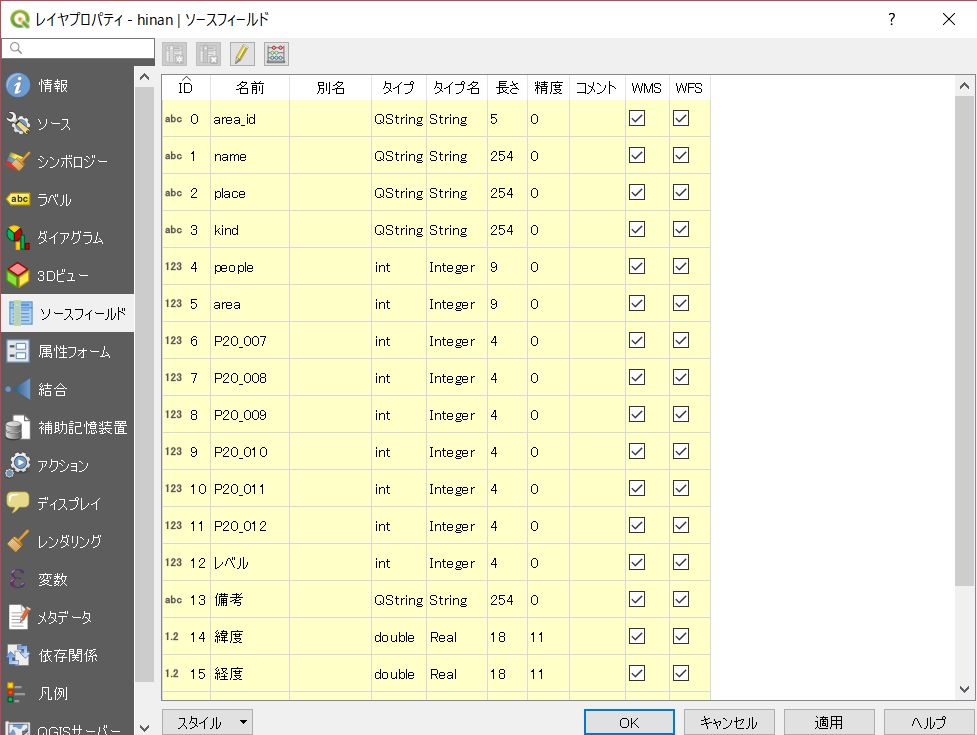 レイヤプロパティ - hinan | ソースフィールド
?
情報
ソース
シンボロジー
abc ラベル
ダイアグラム
3Dビュー
ソースフィールド
属性フォーム
結合
補助記憶装置
アクション
ディスプレイ
レンダリング
変数
メタデータ
依存関係
凡例
QGISサーバー
ID 名前 別名 タイプ タイプ名 長さ 精度 コメント WMS WFS
abc 0 area_id QString String 5 0
abc 1 name QString String 254 0
abc 2 place QString String 254 0
abc 3 kind QString String 254 0
123 4 people int Integer 9 0
123 5 area int Integer 9 0
123 6 P20_007 int Integer 4 0
123 7 P20_008 int Integer 4 0
123 8 P20_009 int Integer 4 0
123 9 P20_010 int Integer 4 0
123 10 P20_011 int Integer 4 0
123 11 P20_012 int Integer 4 0
123 12 レベル int Integer 4 0
abc 13 備考 QString String 254 0
1.2 14 緯度 double Real 18 11
1.2 15 経度 double Real 18 11
スタイル OK キャンセル 適用 ヘルプ